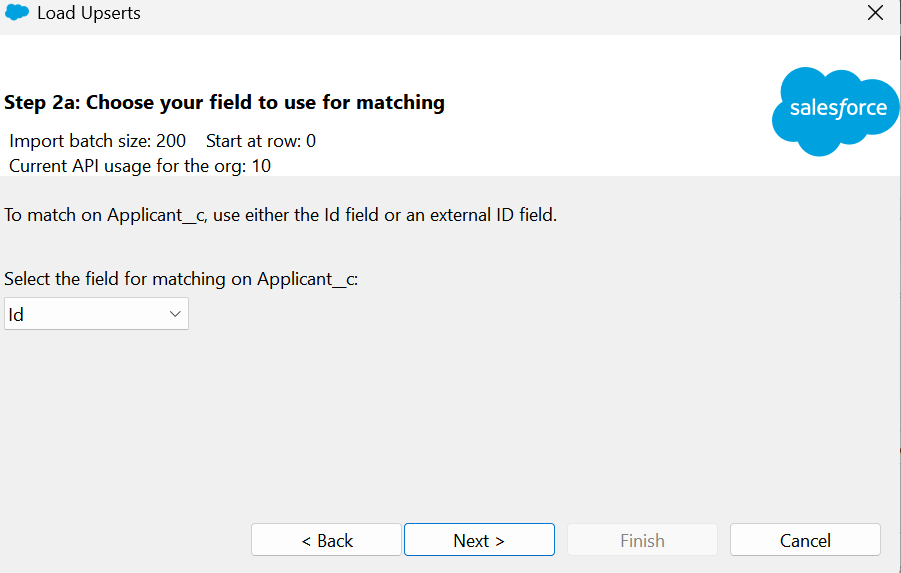 Load Upserts
Step 2a: Choose your field to use for matching
salesforce
Import batch size: 200 Start at row: 0
Current API usage for the org: 10
To match on Applicant__c, use either the Id field or an external ID field.
Select the field for matching on Applicant__c:
Id
< Back Next > Finish Cancel